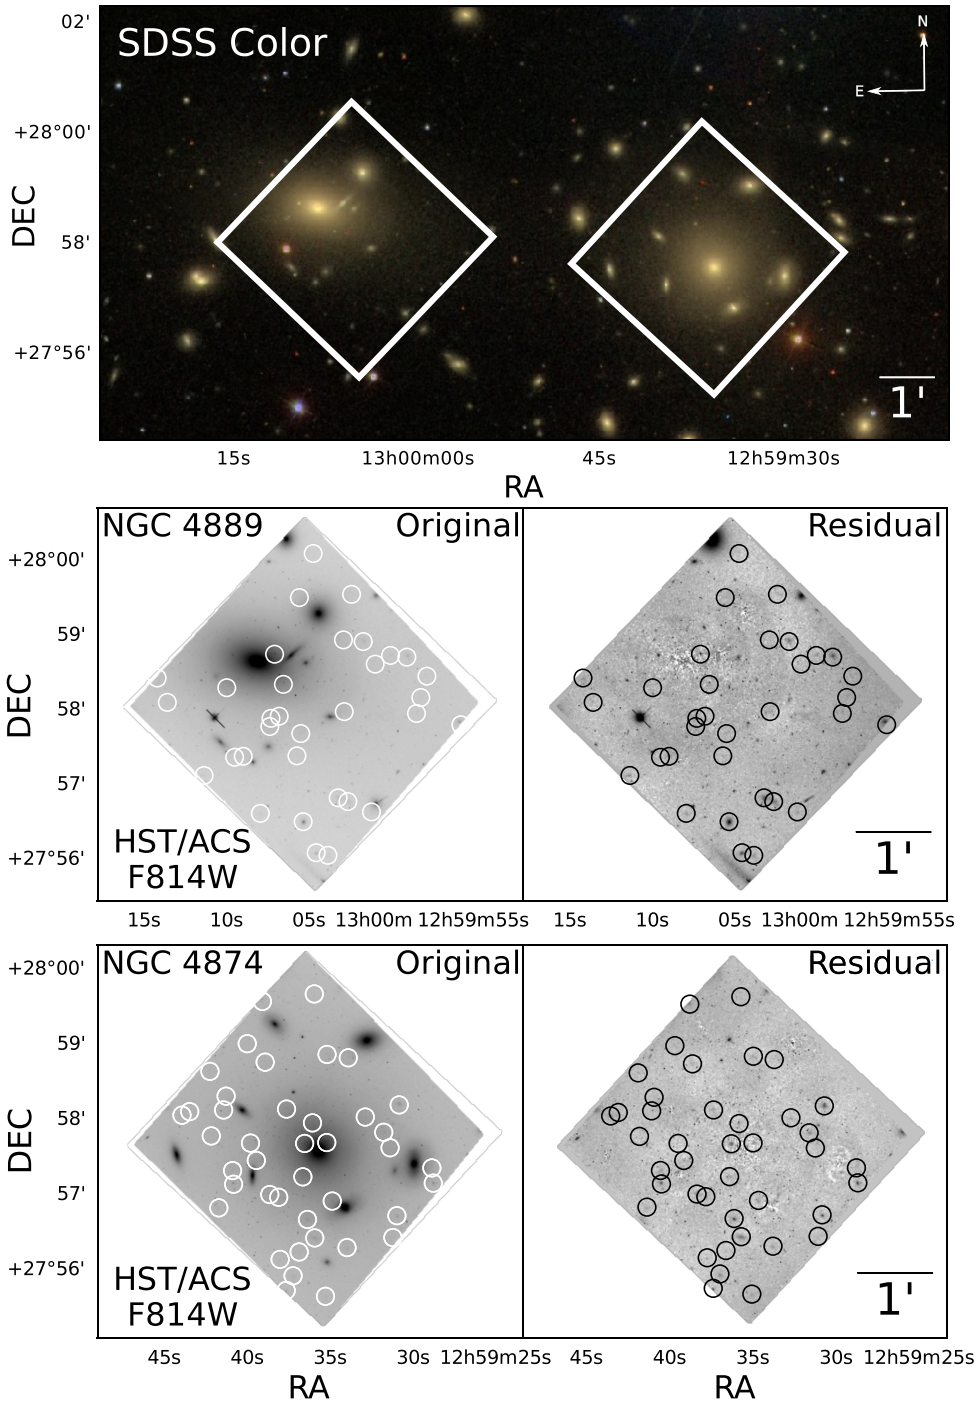 SDSS Color
N
E
1'
02'
+28°00'
58'
+27°56'
DEC
15s 13h00m00s 45s 12h59m30s
RA
NGC 4889 Original
HST/ACS
F814W
Residual
1'
+28°00'
59'
58'
57'
+27°56'
DEC
15s 10s 05s 13h00m 12h59m55s
15s 10s 05s 13h00m 12h59m55s
NGC 4874 Original
HST/ACS
F814W
Residual
1'
+28°00'
59'
58'
57'
+27°56'
DEC
45s 40s 35s 30s 12h59m25s
45s 40s 35s 30s 12h59m25s
RA RA